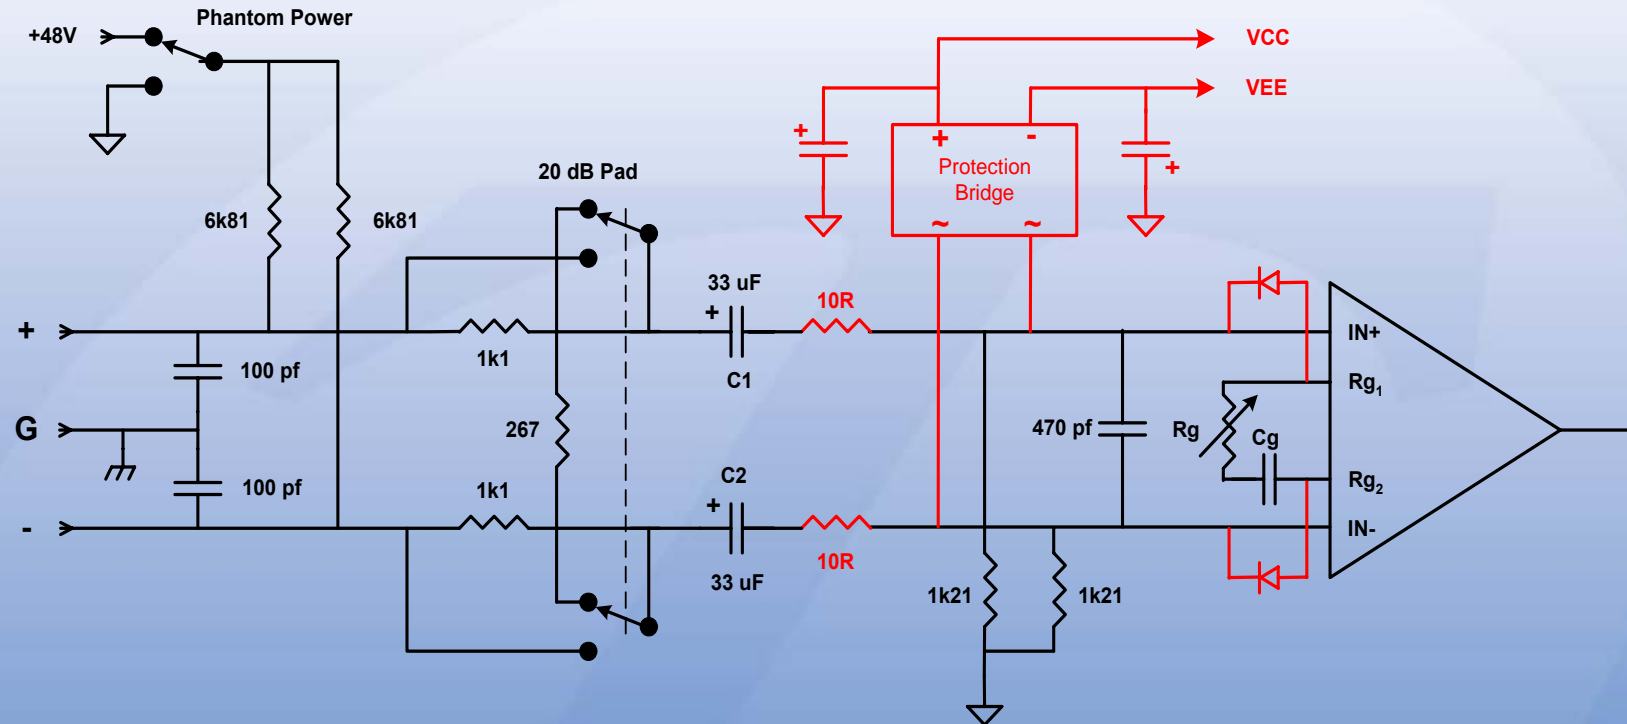 Phantom Power
+48V
VCC
VEE
+
+
-
+
Protection
Bridge
~
~
20 dB Pad
6k81
6k81
33 uF
+
10R
+
1k1
C1
100 pf
G
267
470 pf
Rg
Cg
IN+
Rg1
Rg2
IN-
100 pf
1k1
C2
+
-
10R
33 uF
1k21
1k21